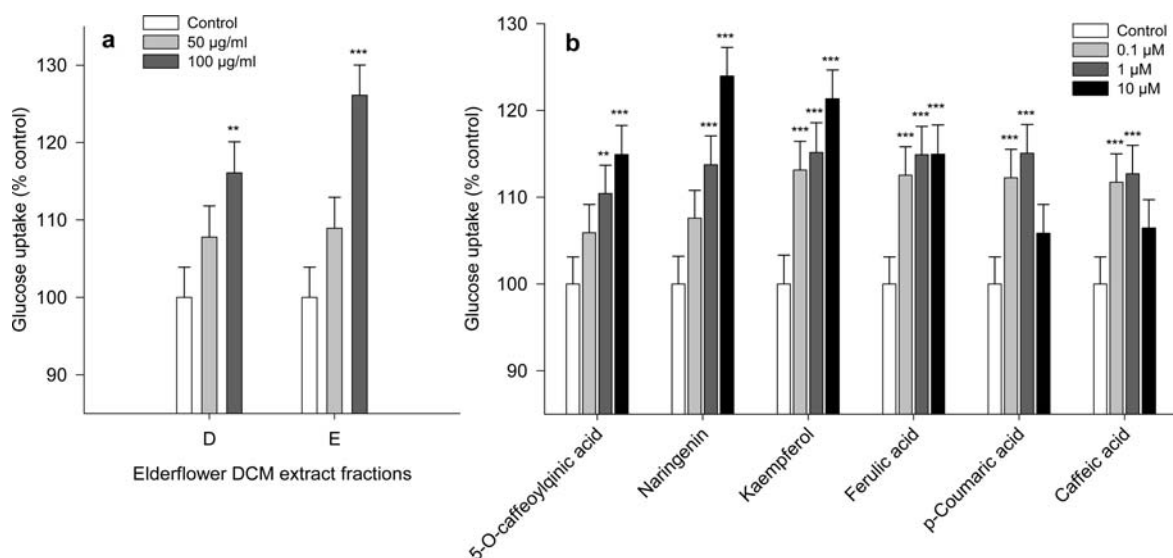 a
Control
50 µg/ml
100 µg/ml
Glucose uptake (% control)
130
120
110
100
90
**
***
D
E
Elderflower DCM extract fractions
b
Control
0.1 µM
1 µM
10 µM
Glucose uptake (% control)
130
120
110
100
90
** ***
*** ***
*** *** ***
*** *** ***
*** ***
*** ***
5-O-caffeoylqinic acid
Naringenin
Kaempferol
Ferulic acid
p-Coumaric acid
Caffeic acid